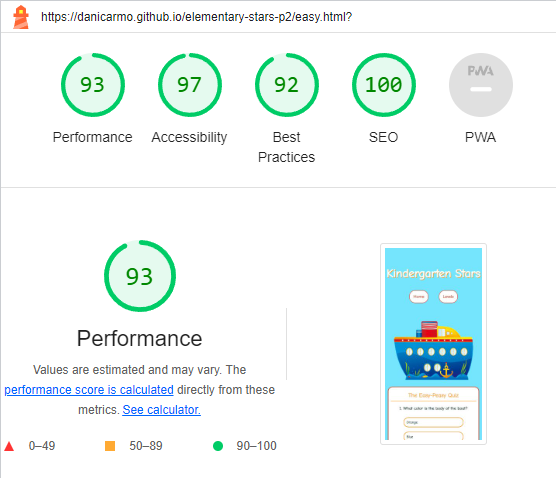 https://danicarmo.github.io/elementary-stars-p2/easy.html?
93
97
92
100
PWA
Performance
Accessibility
Best
Practices
SEO
PWA
93
Performance
Values are estimated and may vary. The
performance score is calculated directly from these
metrics. See calculator.
0–49
50–89
90–100
Kindergarten Stars
Home
Levels
The Easy-Peasy Quiz
1. What color is the body of the boat?
Orange
Blue